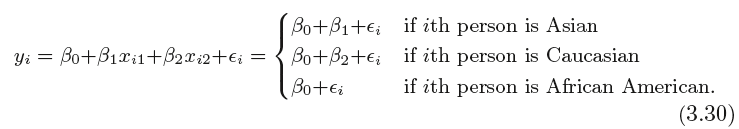 β₀+β₁+ϵᵢ if ith person is Asian
yᵢ = β₀+β₁xᵢ₁+β₂xᵢ₂+ϵᵢ = { β₀+β₂+ϵᵢ if ith person is Caucasian
β₀+ϵᵢ if ith person is African American.
(3.30)